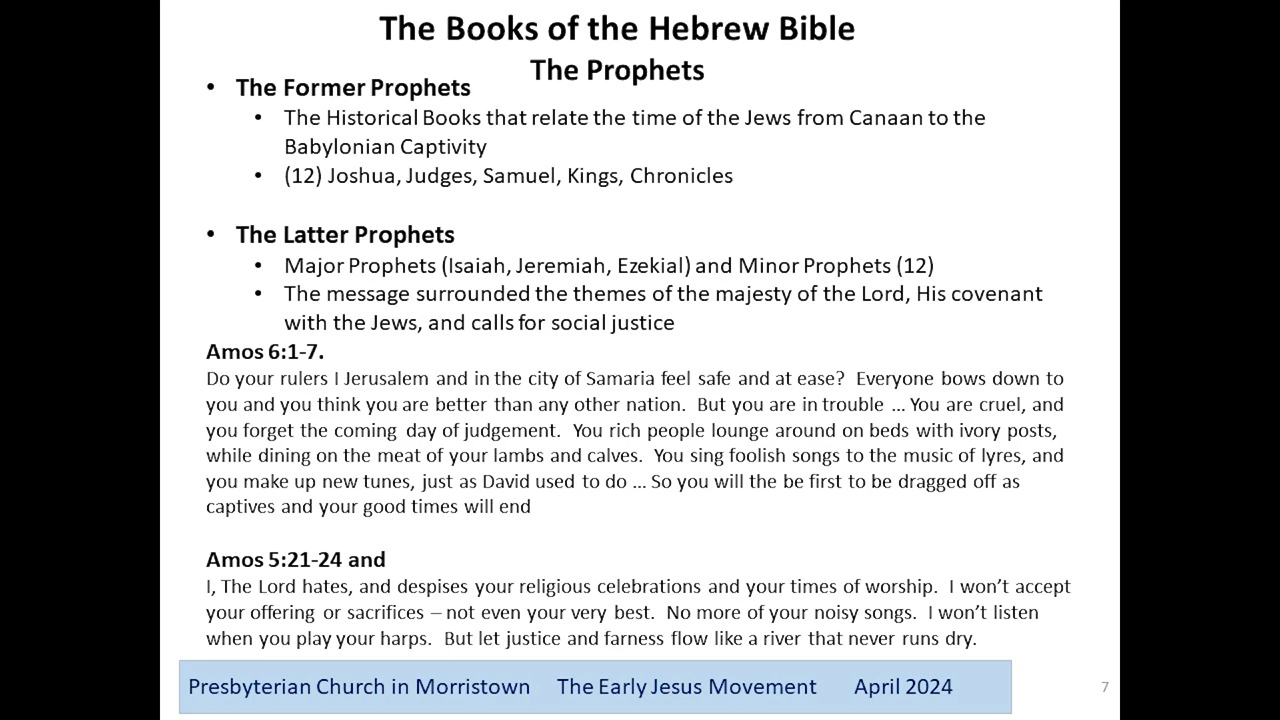 The Books of the Hebrew Bible
The Prophets
• The Former Prophets
• The Historical Books that relate the time of the Jews from Canaan to the
Babylonian Captivity
• (12) Joshua, Judges, Samuel, Kings, Chronicles
• The Latter Prophets
• Major Prophets (Isaiah, Jeremiah, Ezekial) and Minor Prophets (12)
• The message surrounded the themes of the majesty of the Lord, His covenant
with the Jews, and calls for social justice
Amos 6:1-7.
Do your rulers I Jerusalem and in the city of Samaria feel safe and at ease? Everyone bows down to
you and you think you are better than any other nation. But you are in trouble ... You are cruel, and
you forget the coming day of judgement. You rich people lounge around on beds with ivory posts,
while dining on the meat of your lambs and calves. You sing foolish songs to the music of lyres, and
you make up new tunes, just as David used to do ... So you will the be first to be dragged off as
captives and your good times will end
Amos 5:21-24 and
I, The Lord hates, and despises your religious celebrations and your times of worship. I won't accept
your offering or sacrifices – not even your very best. No more of your noisy songs. I won't listen
when you play your harps. But let justice and farness flow like a river that never runs dry.
Presbyterian Church in Morristown The Early Jesus Movement April 2024
7